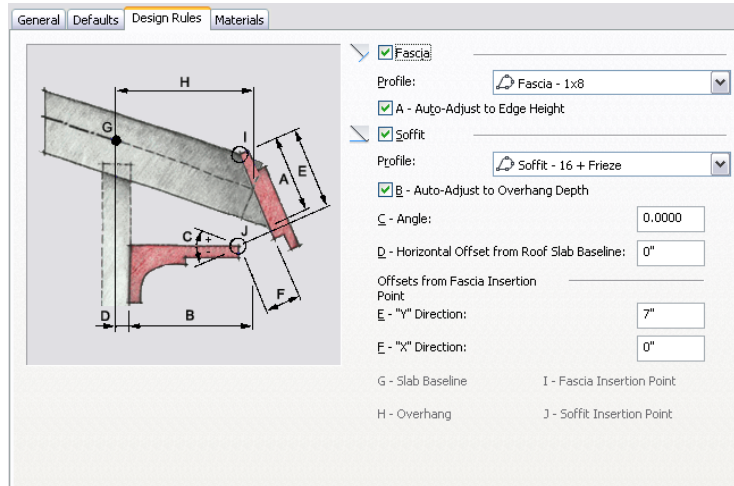 General Defaults Design Rules Materials
Fascia
Profile: Fascia - 1x8
A - Auto-Adjust to Edge Height
Soffit
Profile: Soffit - 16 + Frieze
B - Auto-Adjust to Overhang Depth
C - Angle: 0.0000
D - Horizontal Offset from Roof Slab Baseline: 0"
Offsets from Fascia Insertion
Point
E - "Y" Direction: 7"
F - "X" Direction: 0"
G - Slab Baseline I - Fascia Insertion Point
H - Overhang J - Soffit Insertion Point
H
G
I
A
E
C
+
-
J
F
D
B